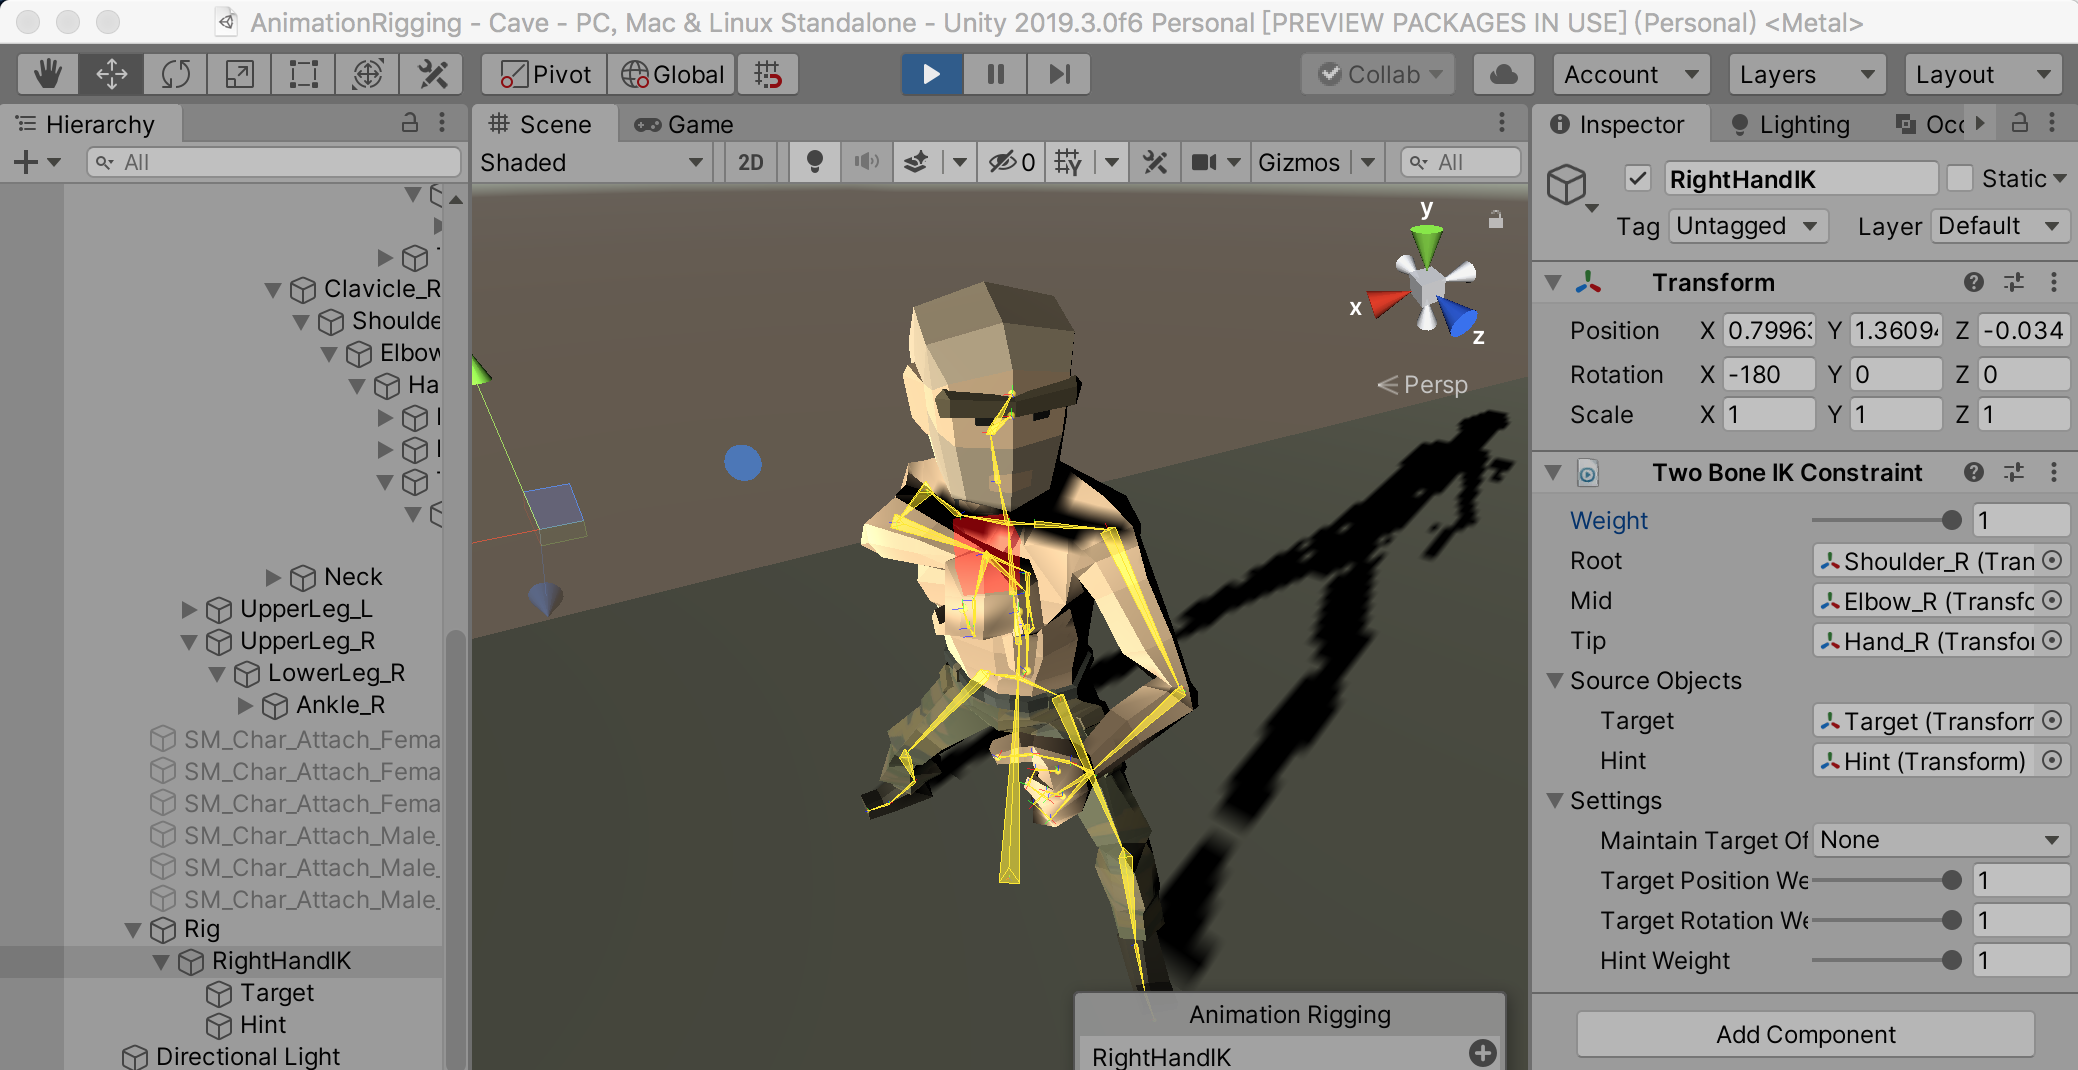 AnimationRigging - Cave - PC, Mac & Linux Standalone - Unity 2019.3.0f6 Personal [PREVIEW PACKAGES IN USE] (Personal) <Metal>
Pivot Global Collab Account Layers Layout
Hierarchy
All
Clavicle_R
Shoulde
Elbow
Ha
Neck
UpperLeg_L
UpperLeg_R
LowerLeg_R
Ankle_R
SM_Char_Attach_Fema
SM_Char_Attach_Fema
SM_Char_Attach_Fema
SM_Char_Attach_Male_
SM_Char_Attach_Male_
SM_Char_Attach_Male_
Rig
RightHandIK
Target
Hint
Directional Light
Scene Game
Shaded 2D 0 Gizmos All
y
x
z
Persp
Animation Rigging
RightHandIK
Inspector Lighting Occ
RightHandIK Static
Tag Untagged Layer Default
Transform
Position X 0.7996 Y 1.3609 Z -0.034
Rotation X -180 Y 0 Z 0
Scale X 1 Y 1 Z 1
Two Bone IK Constraint
Weight 1
Root Shoulder_R (Tran
Mid Elbow_R (Transfo
Tip Hand_R (Transfor
Source Objects
Target Target (Transforr
Hint Hint (Transform)
Settings
Maintain Target Of None
Target Position We 1
Target Rotation We 1
Hint Weight 1
Add Component